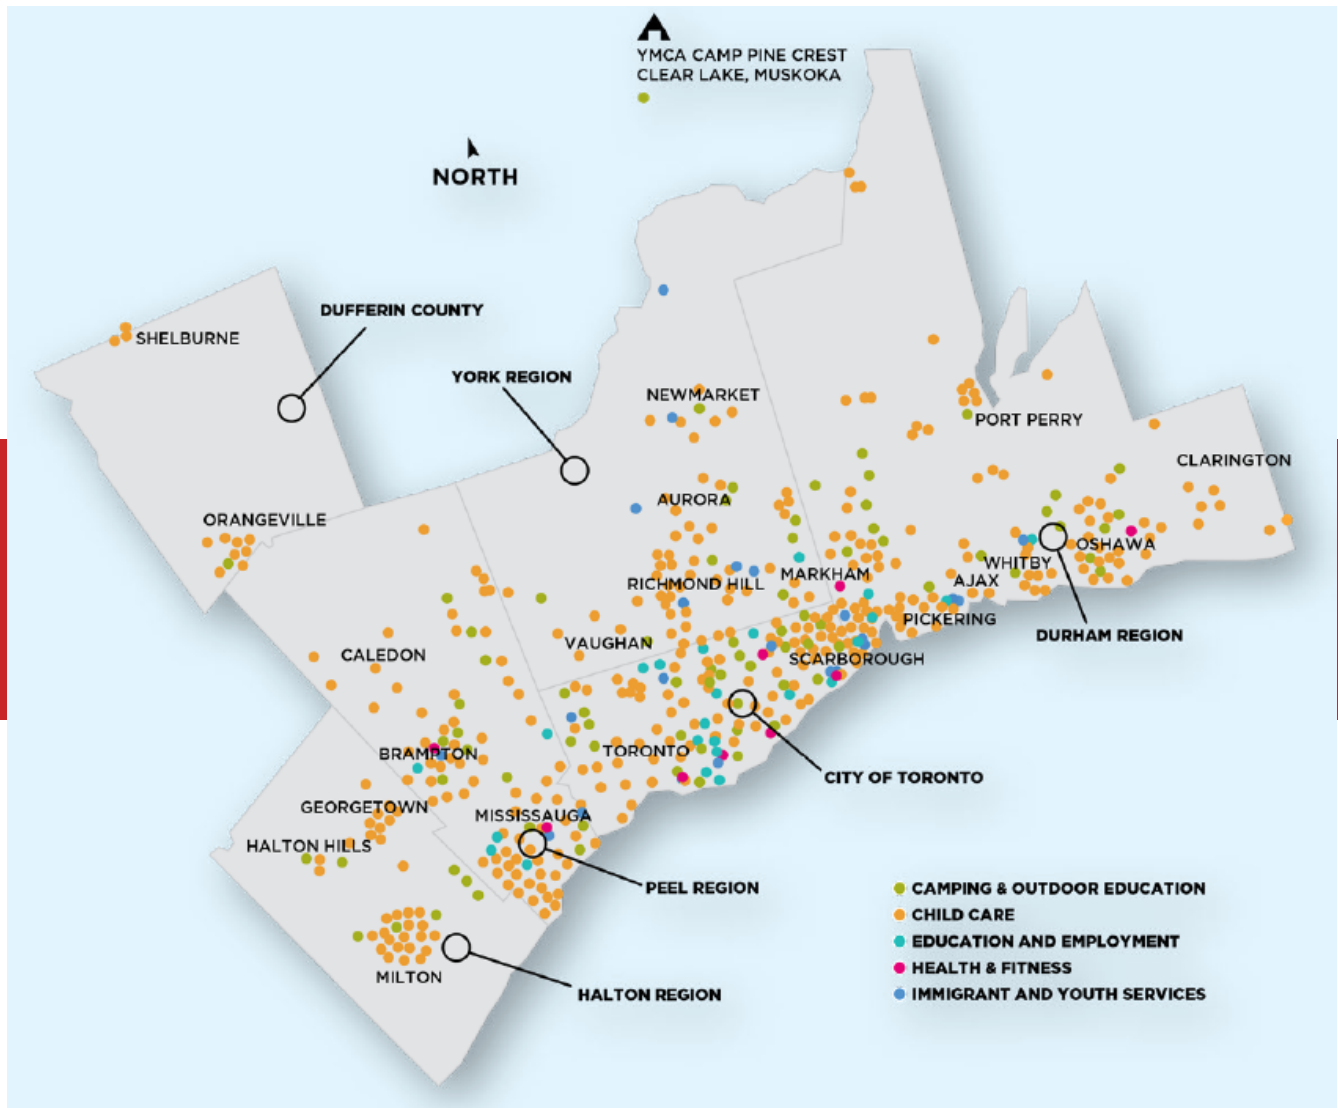 YMCA CAMP PINE CREST
CLEAR LAKE, MUSKOKA
NORTH
DUFFERIN COUNTY
SHELBURNE
YORK REGION
NEWMARKET
PORT PERRY
CLARINGTON
AURORA
ORANGEVILLE
OSHAWA
WHITBY
MARKHAM
AJAX
RICHMOND HILL
PICKERING
DURHAM REGION
VAUGHAN
CALEDON
SCARBOROUGH
TORONTO
BRAMPTON
CITY OF TORONTO
GEORGETOWN
MISSISSAUGA
HALTON HILLS
PEEL REGION
MILTON
HALTON REGION
CAMPING & OUTDOOR EDUCATION
CHILD CARE
EDUCATION AND EMPLOYMENT
HEALTH & FITNESS
IMMIGRANT AND YOUTH SERVICES